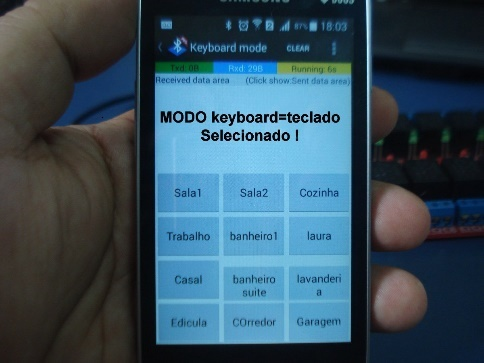 SAMSUNG
87% 18:03
Keyboard mode CLEAR
Txd: 0B Rxd: 29B Running: 6s
Received data area (Click show:Sent data area)
MODO keyboard=teclado
Selecionado !
Sala1 Sala2 Cozinha
Trabalho banheiro1 laura
Casal banheiro suite lavanderia
Edicula COrredor Garagem